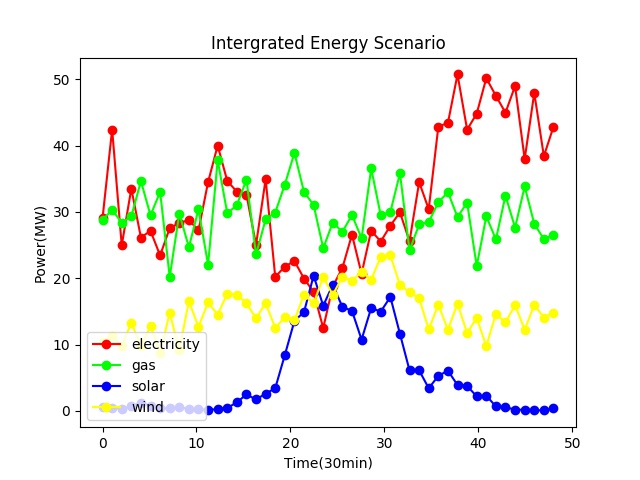 Intergrated Energy Scenario
Power(MW)
50
40
30
20
10
0
electricity
gas
solar
wind
0 10 20 30 40 50
Time(30min)